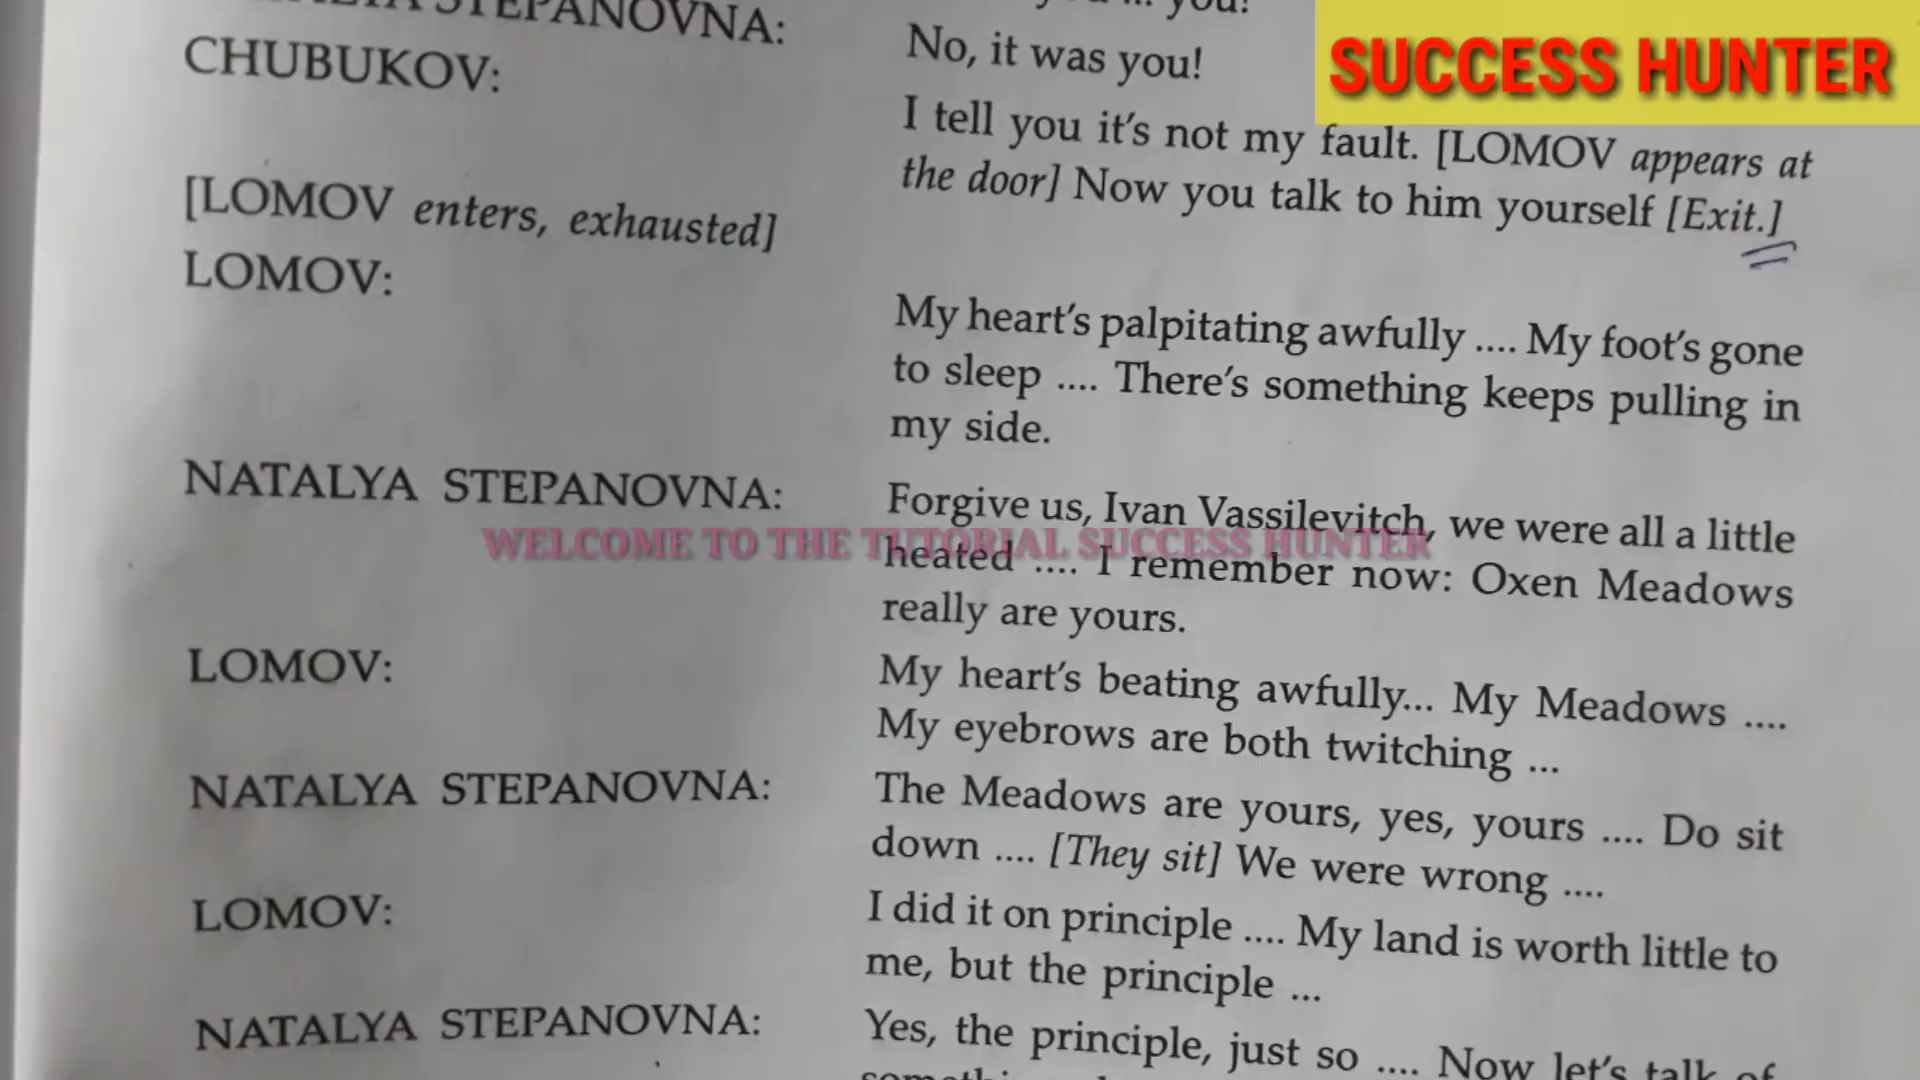 STEPANOVNA:
No, it was you!
SUCCESS HUNTER
CHUBUKOV:
I tell you it's not my fault. [LOMOV appears at
the door] Now you talk to him yourself [Exit.]
[LOMOV enters, exhausted]
LOMOV:
My heart's palpitating awfully .... My foot's gone
to sleep .... There's something keeps pulling in
my side.
NATALYA STEPANOVNA:
Forgive us, Ivan Vassilevitch, we were all a little
WELCOME TO THE TUTORIAL SUCCESS HUNTER
heated .... I remember now: Oxen Meadows
really are yours.
LOMOV:
My heart's beating awfully... My Meadows ....
My eyebrows are both twitching ...
NATALYA STEPANOVNA:
The Meadows are yours, yes, yours .... Do sit
down .... [They sit] We were wrong ....
LOMOV:
I did it on principle .... My land is worth little to
me, but the principle ...
NATALYA STEPANOVNA:
Yes, the principle, just so .... Now let's talk of